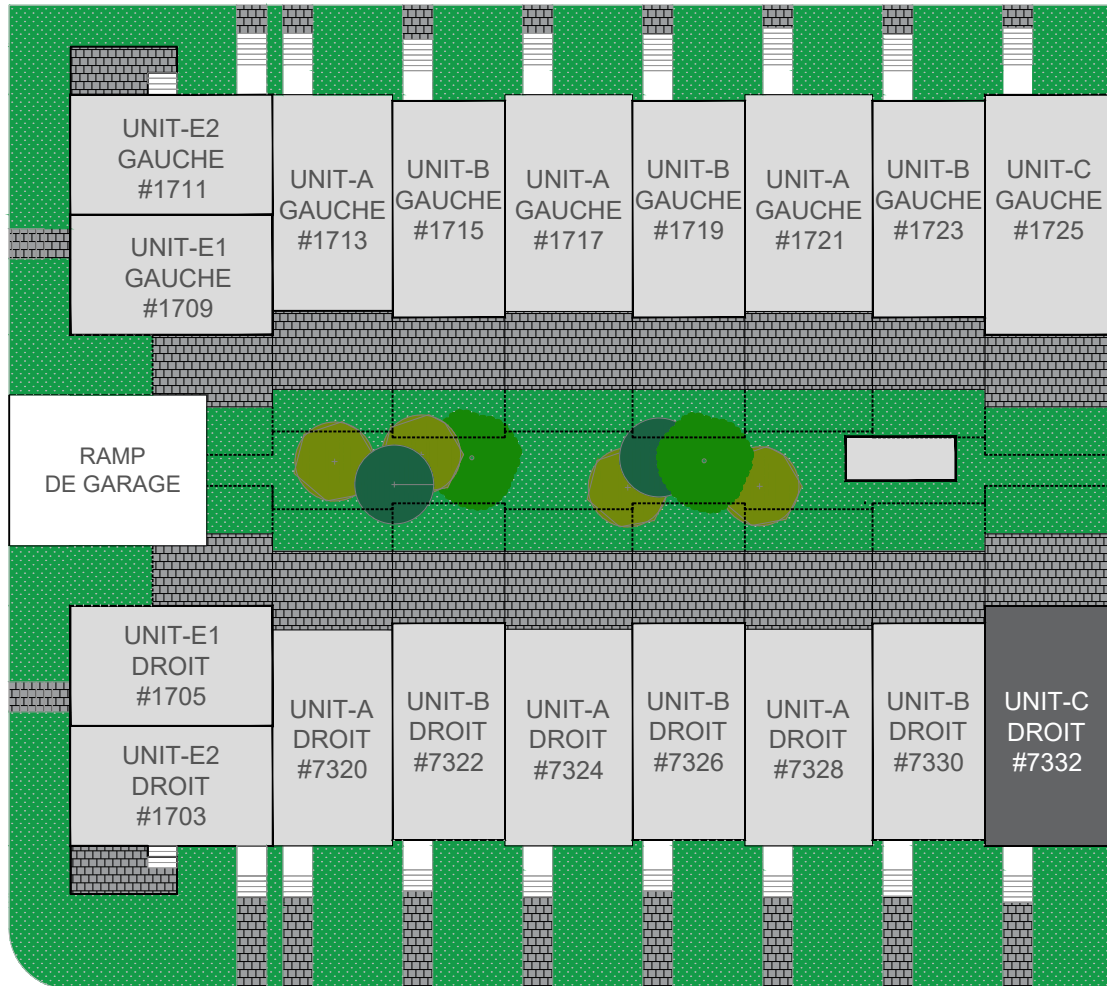 UNIT-E2
GAUCHE
#1711
UNIT-E1
GAUCHE
#1709
UNIT-A
GAUCHE
#1713
UNIT-B
GAUCHE
#1715
UNIT-A
GAUCHE
#1717
UNIT-B
GAUCHE
#1719
UNIT-A
GAUCHE
#1721
UNIT-B
GAUCHE
#1723
UNIT-C
GAUCHE
#1725
RAMP
DE GARAGE
UNIT-E1
DROIT
#1705
UNIT-E2
DROIT
#1703
UNIT-A
DROIT
#7320
UNIT-B
DROIT
#7322
UNIT-A
DROIT
#7324
UNIT-B
DROIT
#7326
UNIT-A
DROIT
#7328
UNIT-B
DROIT
#7330
UNIT-C
DROIT
#7332